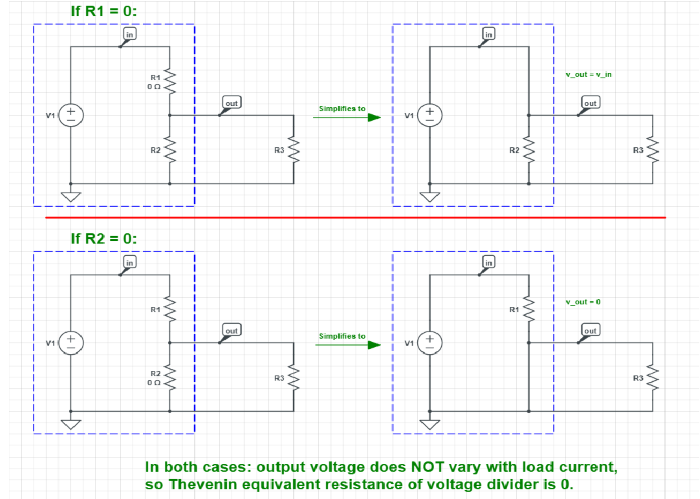 If R1 = 0:
in
R1
0 Ω
V1
out
R2
R3
Simplifies to
in
v_out = v_in
V1
out
R2
R3
If R2 = 0:
in
R1
V1
out
R2
0 Ω
R3
Simplifies to
in
R1
v_out = 0
V1
out
R3
In both cases: output voltage does NOT vary with load current,
so Thevenin equivalent resistance of voltage divider is 0.